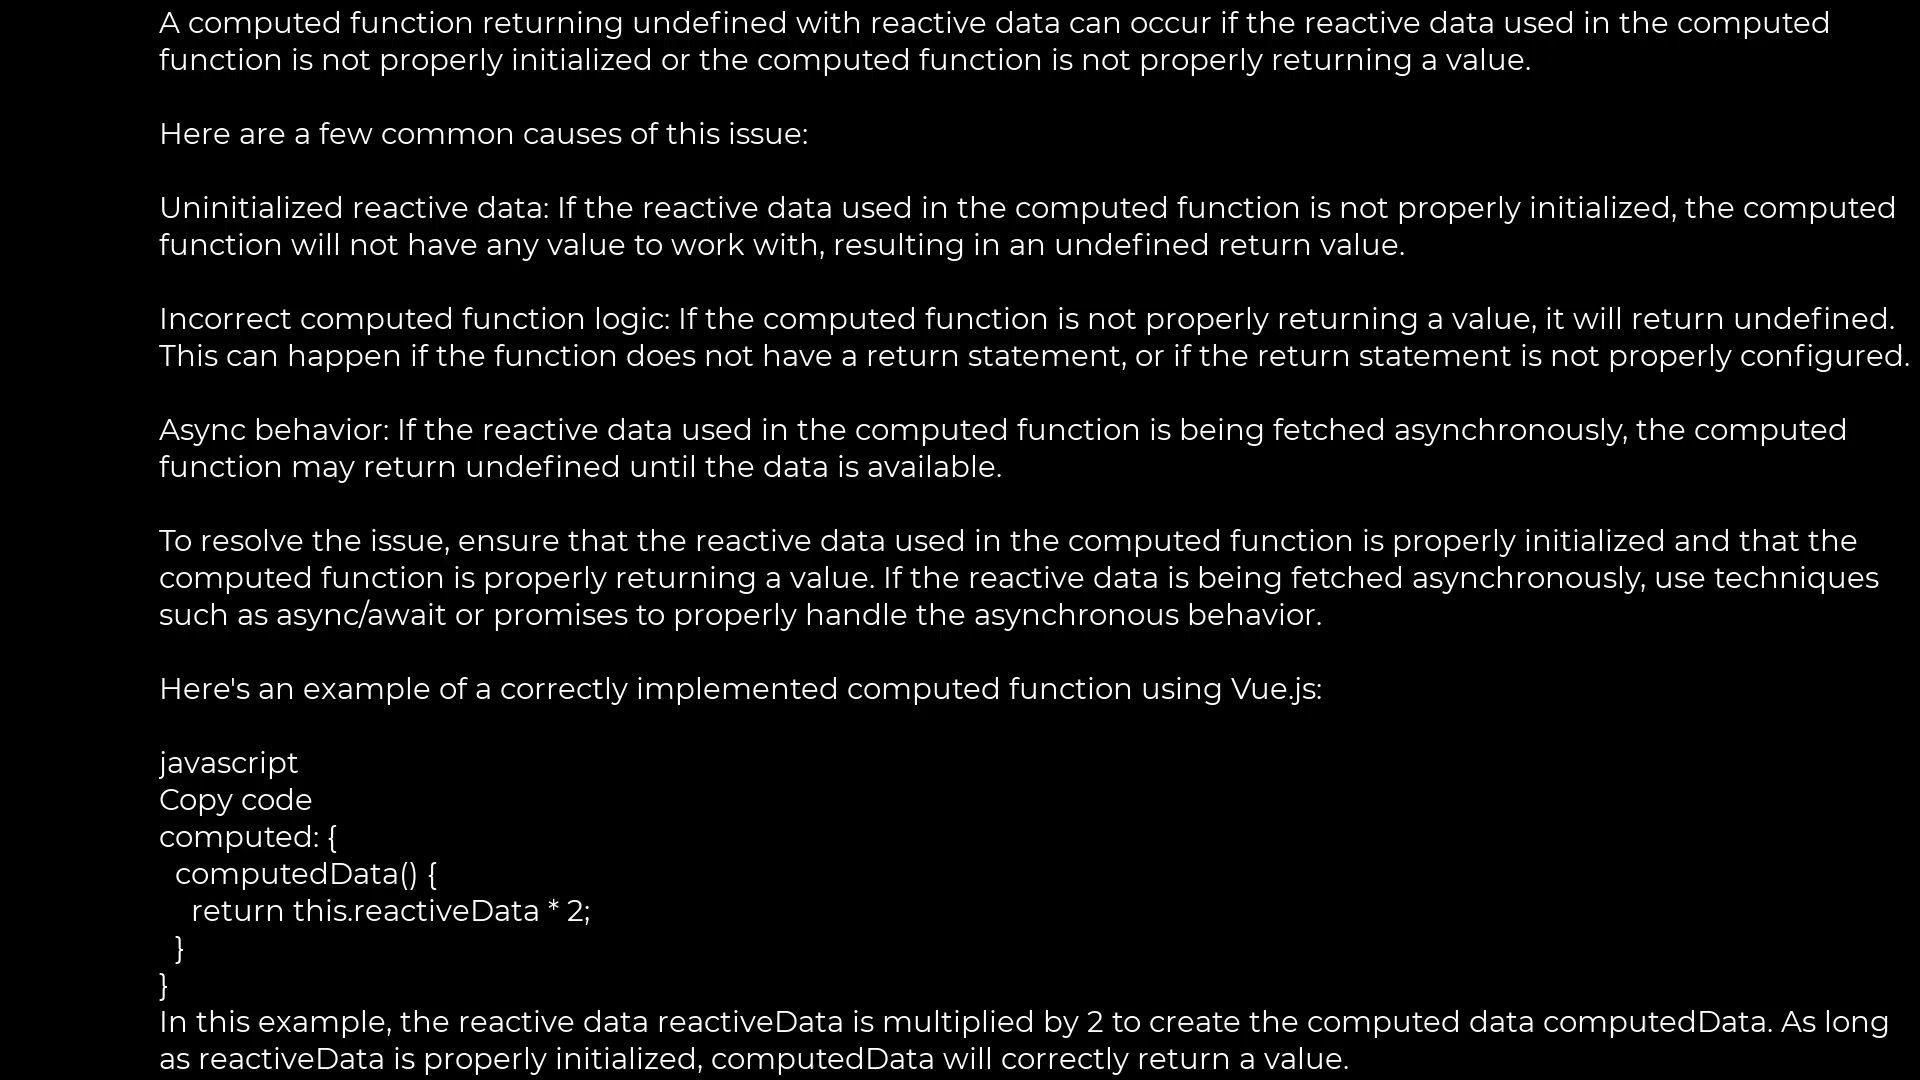 A computed function returning undefined with reactive data can occur if the reactive data used in the computed
function is not properly initialized or the computed function is not properly returning a value.
Here are a few common causes of this issue:
Uninitialized reactive data: If the reactive data used in the computed function is not properly initialized, the computed
function will not have any value to work with, resulting in an undefined return value.
Incorrect computed function logic: If the computed function is not properly returning a value, it will return undefined.
This can happen if the function does not have a return statement, or if the return statement is not properly configured.
Async behavior: If the reactive data used in the computed function is being fetched asynchronously, the computed
function may return undefined until the data is available.
To resolve the issue, ensure that the reactive data used in the computed function is properly initialized and that the
computed function is properly returning a value. If the reactive data is being fetched asynchronously, use techniques
such as async/await or promises to properly handle the asynchronous behavior.
Here's an example of a correctly implemented computed function using Vue.js:
javascript
Copy code
computed: {
  computedData() {
    return this.reactiveData * 2;
  }
}
In this example, the reactive data reactiveData is multiplied by 2 to create the computed data computedData. As long
as reactiveData is properly initialized, computedData will correctly return a value.